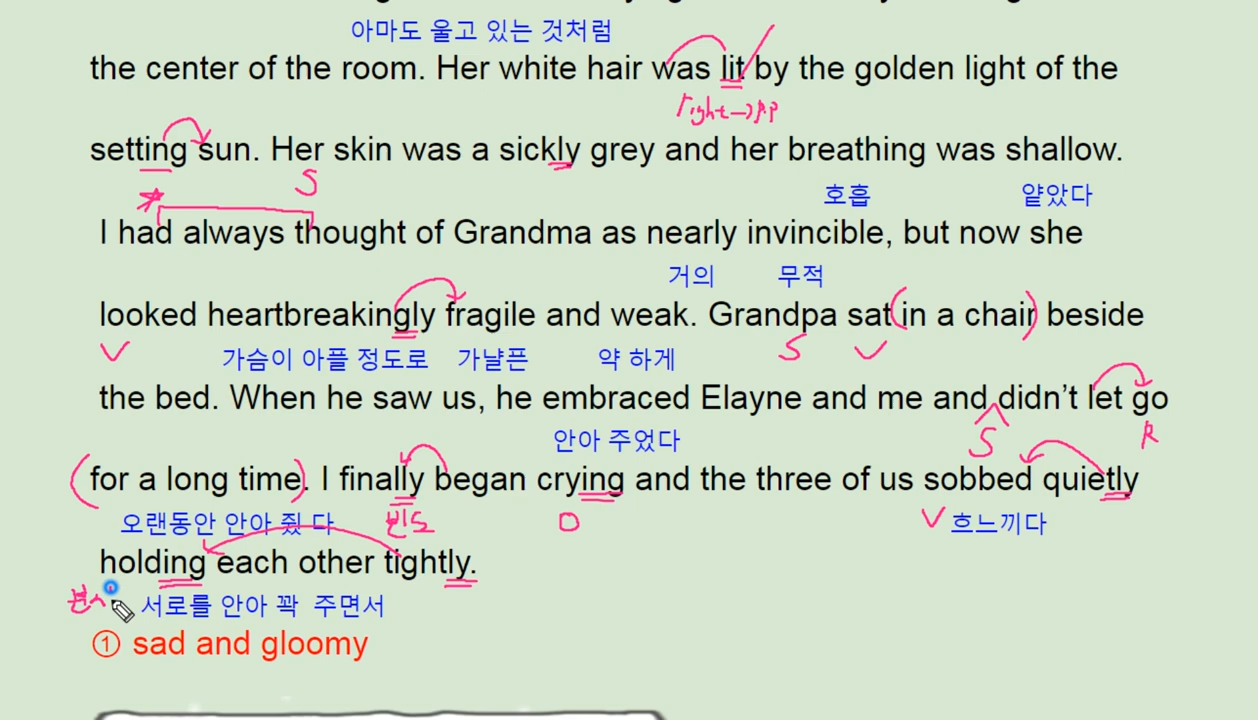 아마도 울고 있는 것처럼
the center of the room. Her white hair was lit by the golden light of the
right→pp
setting sun. Her skin was a sickly grey and her breathing was shallow.
S
호흡 얕았다
I had always thought of Grandma as nearly invincible, but now she
거의 무적
looked heartbreakingly fragile and weak. Grandpa sat (in a chair) beside
V 가슴이 아플 정도로 가냘픈 약 하게 S V
the bed. When he saw us, he embraced Elayne and me and didn't let go
안아 주었다 S R
(for a long time). I finally began crying and the three of us sobbed quietly
오랜동안 안아 줬 다 빈도 O V 흐느끼다
holding each other tightly.
서로를 안아 꽉 주면서
① sad and gloomy